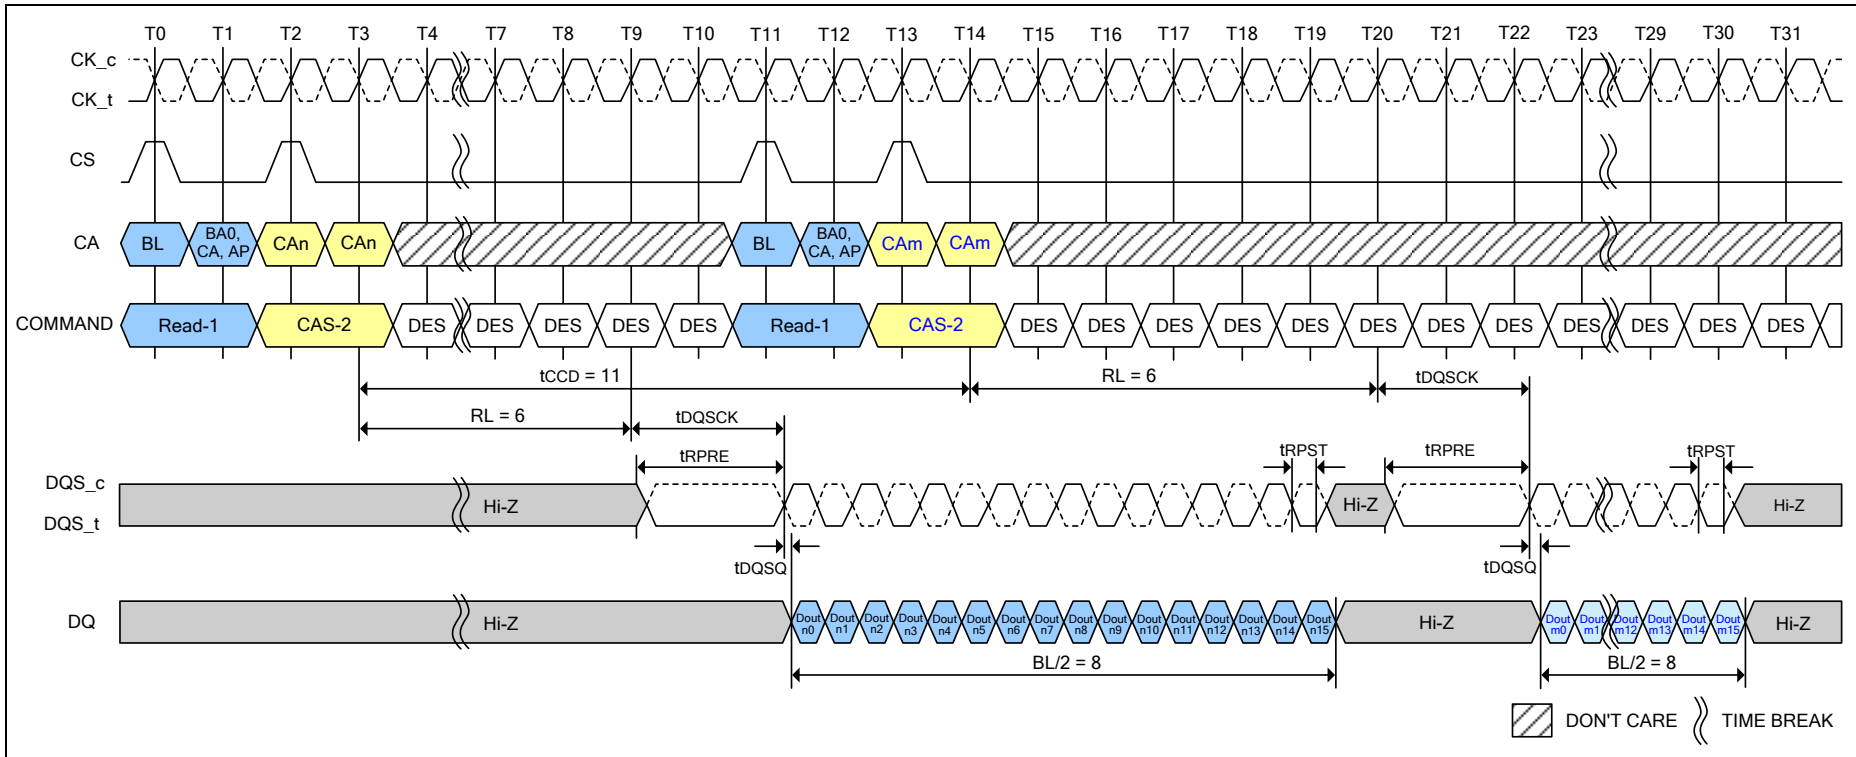 T0 T1 T2 T3 T4 T7 T8 T9 T10 T11 T12 T13 T14 T15 T16 T17 T18 T19 T20 T21 T22 T23 T29 T30 T31
CK_c
CK_t
CS
CA BL BA0, CA, AP CAn CAn BL BA0, CA, AP CAm CAm
COMMAND Read-1 CAS-2 DES DES DES DES DES Read-1 CAS-2 DES DES DES DES DES DES DES DES DES DES DES DES
tCCD = 11 RL = 6 tDQSCK
RL = 6 tDQSCK
tRPRE tRPST tRPRE tRPST
DQS_c
DQS_t Hi-Z Hi-Z Hi-Z
tDQSQ tDQSQ
DQ Hi-Z Dout n0 Dout n1 Dout n2 Dout n3 Dout n4 Dout n5 Dout n6 Dout n7 Dout n8 Dout n9 Dout n10 Dout n11 Dout n12 Dout n13 Dout n14 Dout n15 Hi-Z Dout m0 Dout m1 Dout m12 Dout m13 Dout m14 Dout m15 Hi-Z
BL/2 = 8 BL/2 = 8
DON'T CARE TIME BREAK